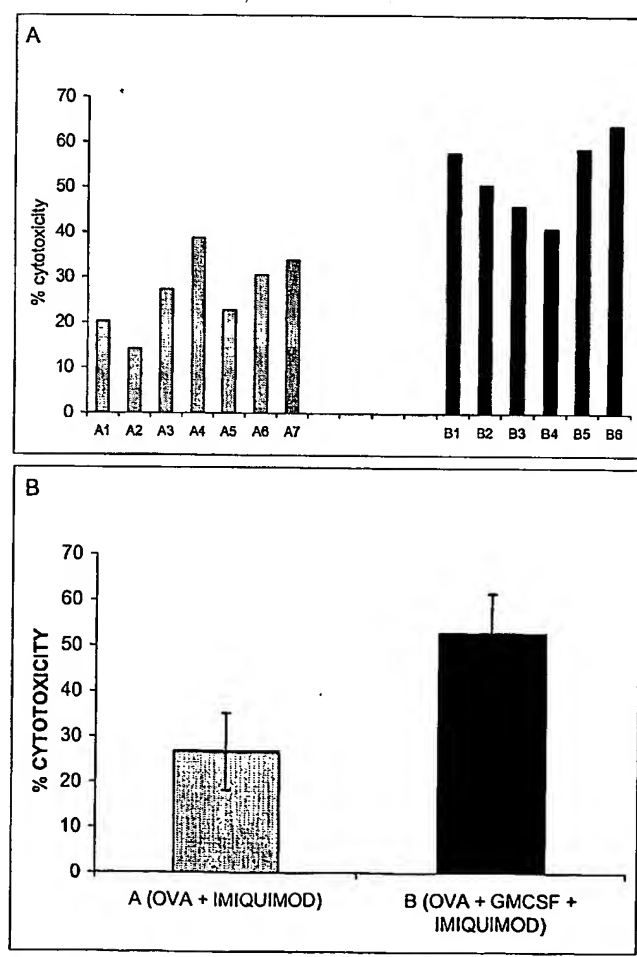 A
70
60
50
40
30
20
10
0
% cytotoxicity
A1 A2 A3 A4 A5 A6 A7 B1 B2 B3 B4 B5 B6
B
70
60
50
40
30
20
10
0
% CYTOTOXICITY
A (OVA + IMIQUIMOD) B (OVA + GMCSF +
IMIQUIMOD)